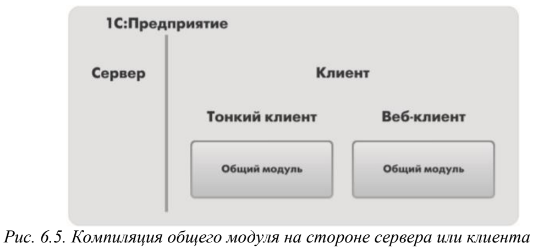 1С:Предприятие
Сервер
Клиент
Тонкий клиент
Веб-клиент
Общий модуль
Общий модуль
Рис. 6.5. Компиляция общего модуля на стороне сервера или клиента